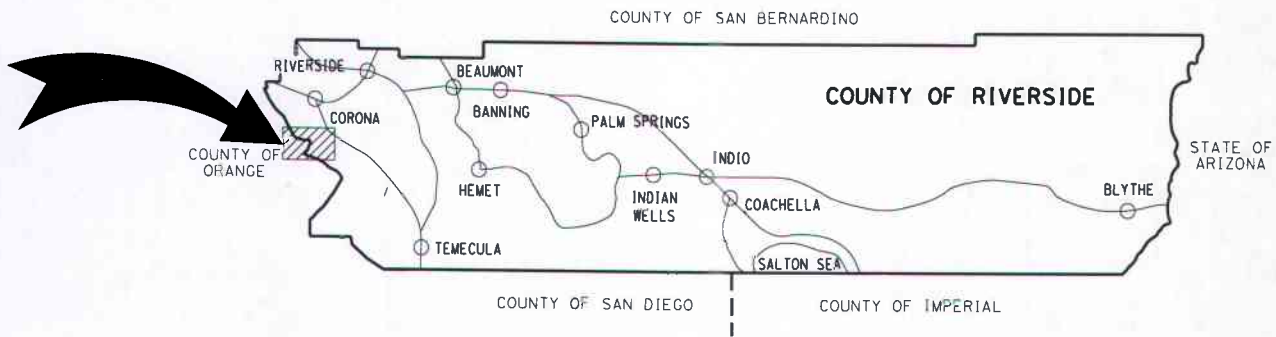 COUNTY OF SAN BERNARDINO
RIVERSIDE
BEAUMONT
COUNTY OF RIVERSIDE
BANNING
CORONA
PALM SPRINGS
COUNTY OF
ORANGE
STATE OF
ARIZONA
INDIO
HEMET
INDIAN
WELLS
BLYTHE
COACHELLA
TEMECULA
SALTON SEA
COUNTY OF SAN DIEGO
COUNTY OF IMPERIAL